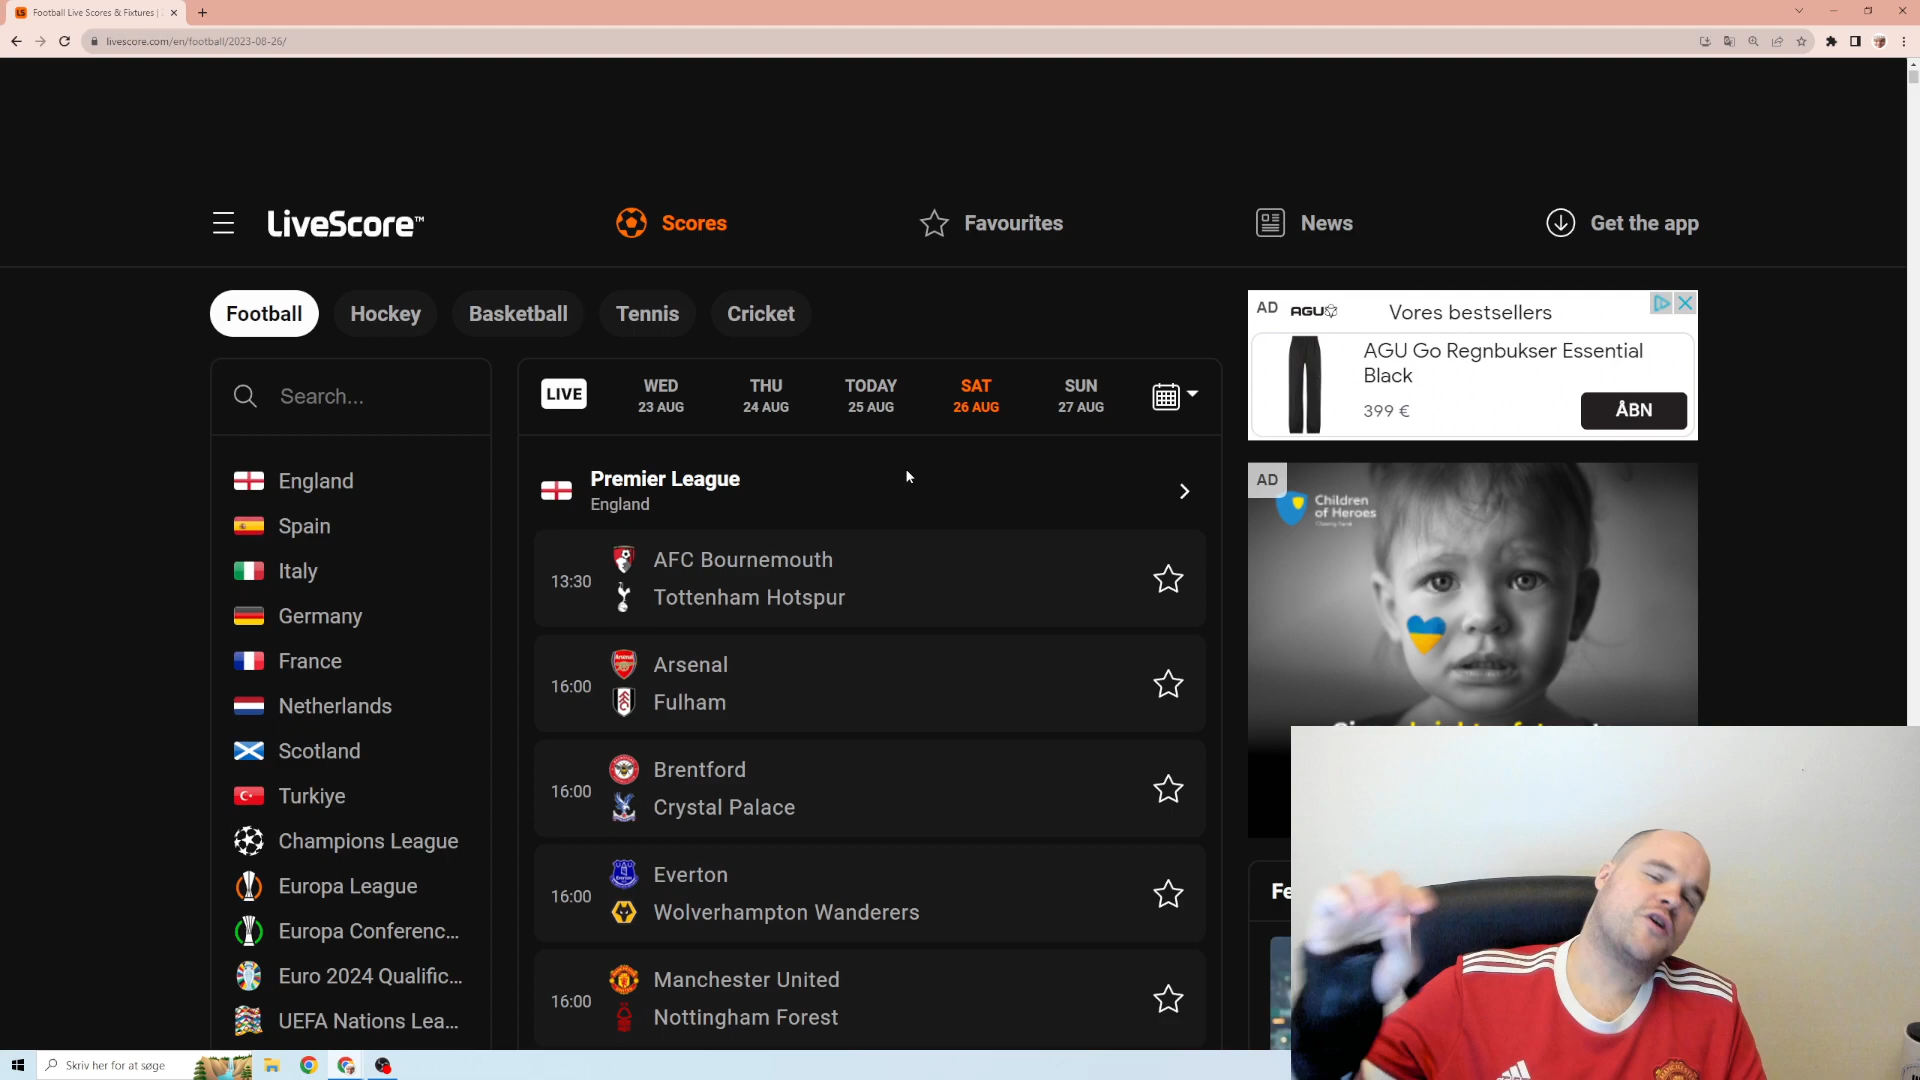 Football Live Scores & Fixtures |
livescore.com/en/football/2023-08-26/
LiveScore™
Scores
Favourites
News
Get the app
Football
Hockey
Basketball
Tennis
Cricket
Search...
England
Spain
Italy
Germany
France
Netherlands
Scotland
Turkiye
Champions League
Europa League
Europa Conferenc...
Euro 2024 Qualific...
UEFA Nations Lea...
LIVE
WED
23 AUG
THU
24 AUG
TODAY
25 AUG
SAT
26 AUG
SUN
27 AUG
Premier League
England
13:30
AFC Bournemouth
Tottenham Hotspur
16:00
Arsenal
Fulham
16:00
Brentford
Crystal Palace
16:00
Everton
Wolverhampton Wanderers
16:00
Manchester United
Nottingham Forest
AD
AGU
Vores bestsellers
AGU Go Regnbukser Essential
Black
399 €
ÅBN
AD
Children
of Heroes
Fe
Skriv her for at søge